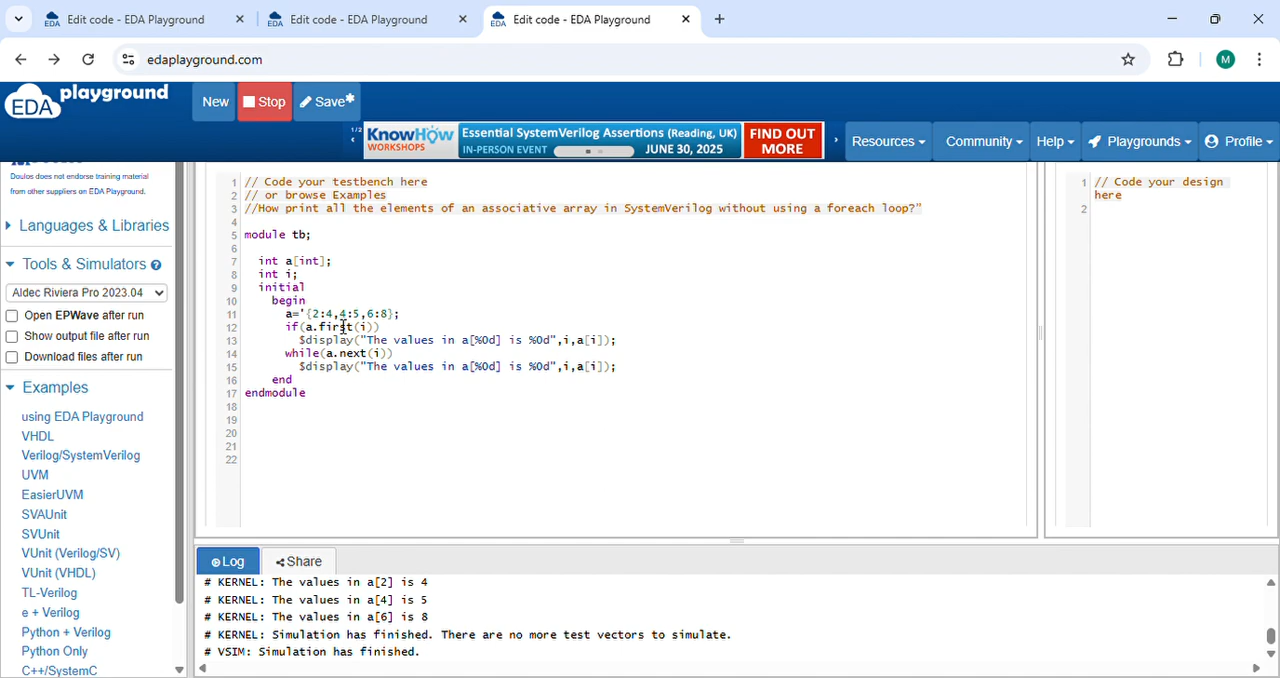 Edit code - EDA Playground
Edit code - EDA Playground
Edit code - EDA Playground
edaplayground.com
M
EDA playground
New
Stop
Save*
1/2
KnowHow WORKSHOPS
Essential SystemVerilog Assertions (Reading, UK)
IN-PERSON EVENT
JUNE 30, 2025
FIND OUT MORE
Resources
Community
Help
Playgrounds
Profile
Doulos does not endorse training material
from other suppliers on EDA Playground.
Languages & Libraries
Tools & Simulators
Aldec Riviera Pro 2023.04
Open EPWave after run
Show output file after run
Download files after run
Examples
using EDA Playground
VHDL
Verilog/SystemVerilog
UVM
EasierUVM
SVAUnit
SVUnit
VUnit (Verilog/SV)
VUnit (VHDL)
TL-Verilog
e + Verilog
Python + Verilog
Python Only
C++/SystemC
1 // Code your testbench here
2 // or browse Examples
3 //How print all the elements of an associative array in SystemVerilog without using a foreach loop?"
4
5 module tb;
6
7 int a[int];
8 int i;
9 initial
10 begin
11 a='{2:4,4:5,6:8};
12 if(a.first(i))
13 $display("The values in a[%0d] is %0d",i,a[i]);
14 while(a.next(i))
15 $display("The values in a[%0d] is %0d",i,a[i]);
16 end
17 endmodule
18
19
20
21
22
1 // Code your design
here
2
Log
Share
# KERNEL: The values in a[2] is 4
# KERNEL: The values in a[4] is 5
# KERNEL: The values in a[6] is 8
# KERNEL: Simulation has finished. There are no more test vectors to simulate.
# VSIM: Simulation has finished.